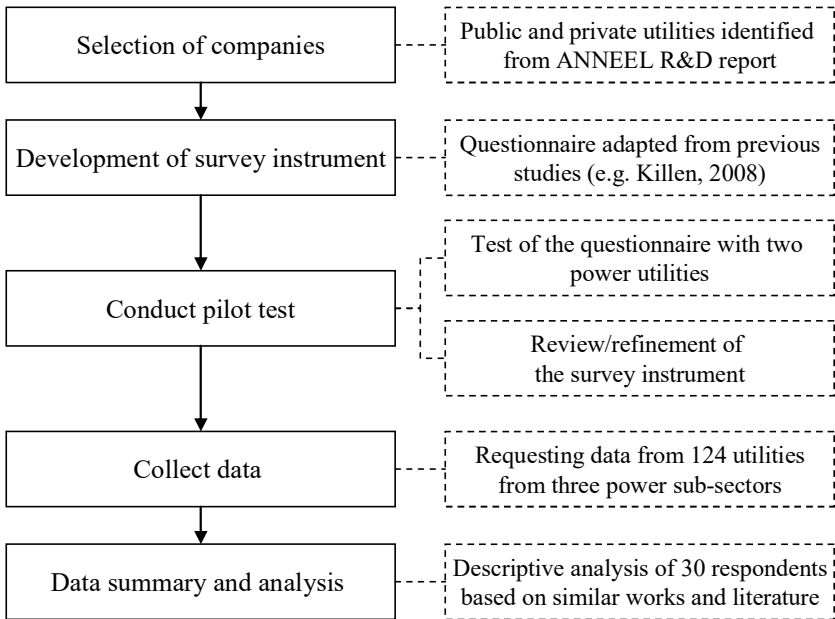 Selection of companies
Public and private utilities identified
from ANNEEL R&D report
Development of survey instrument
Questionnaire adapted from previous
studies (e.g. Killen, 2008)
Conduct pilot test
Test of the questionnaire with two
power utilities
Review/refinement of
the survey instrument
Collect data
Requesting data from 124 utilities
from three power sub-sectors
Data summary and analysis
Descriptive analysis of 30 respondents
based on similar works and literature